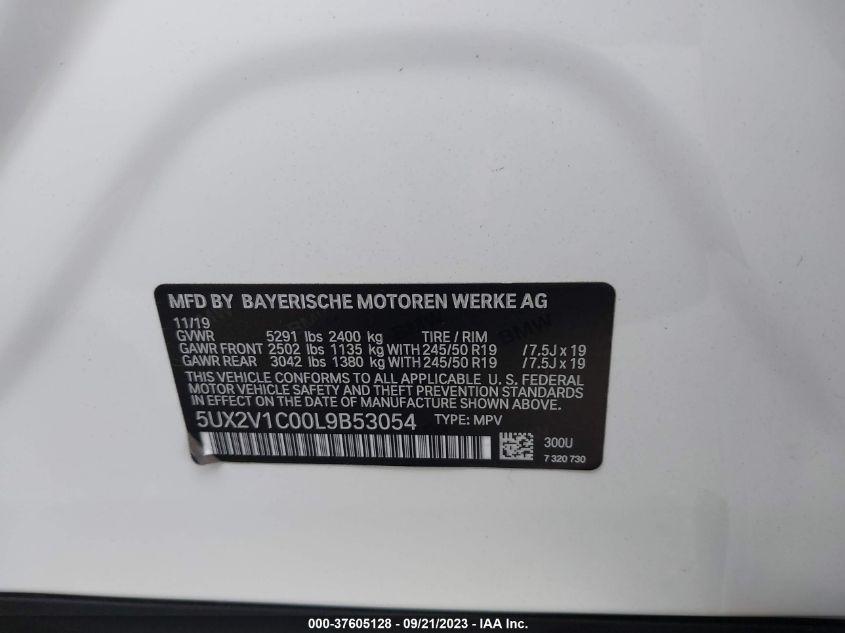 MFD BY BAYERISCHE MOTOREN WERKE AG
11/19
GVWR 5291 lbs 2400 kg TIRE / RIM
GAWR FRONT 2502 lbs 1135 kg WITH 245/50 R19 / 7.5J x 19
GAWR REAR 3042 lbs 1380 kg WITH 245/50 R19 / 7.5J x 19
THIS VEHICLE CONFORMS TO ALL APPLICABLE U. S. FEDERAL
MOTOR VEHICLE SAFETY AND THEFT PREVENTION STANDARDS
IN EFFECT ON THE DATE OF MANUFACTURE SHOWN ABOVE.
5UX2V1C00L9B53054 TYPE: MPV
300U
7 320 730
000-37605128 - 09/21/2023 - IAA Inc.